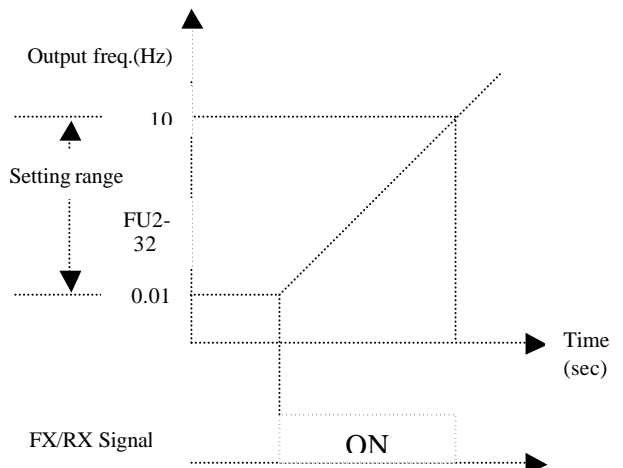 Output freq.(Hz)
10
Setting range
FU2-
32
0.01
Time
(sec)
FX/RX Signal
ON